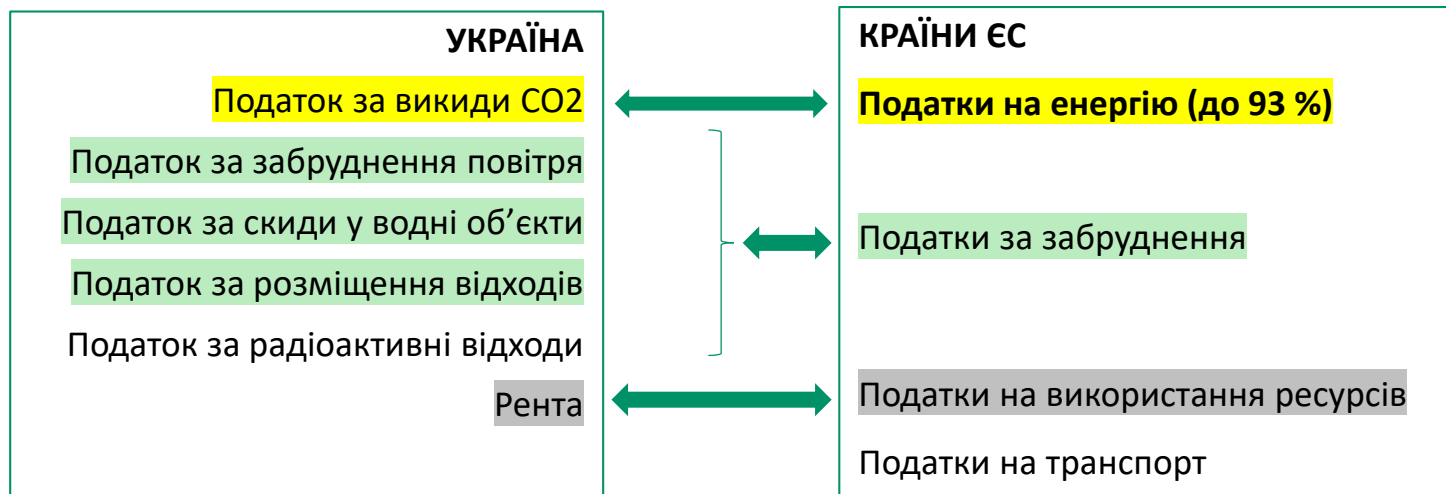 УКРАЇНА
Податок за викиди СО2
Податок за забруднення повітря
Податок за скиди у водні об’єкти
Податок за розміщення відходів
Податок за радіоактивні відходи
Рента
КРАЇНИ ЄС
Податки на енергію (до 93 %)
Податки за забруднення
Податки на використання ресурсів
Податки на транспорт